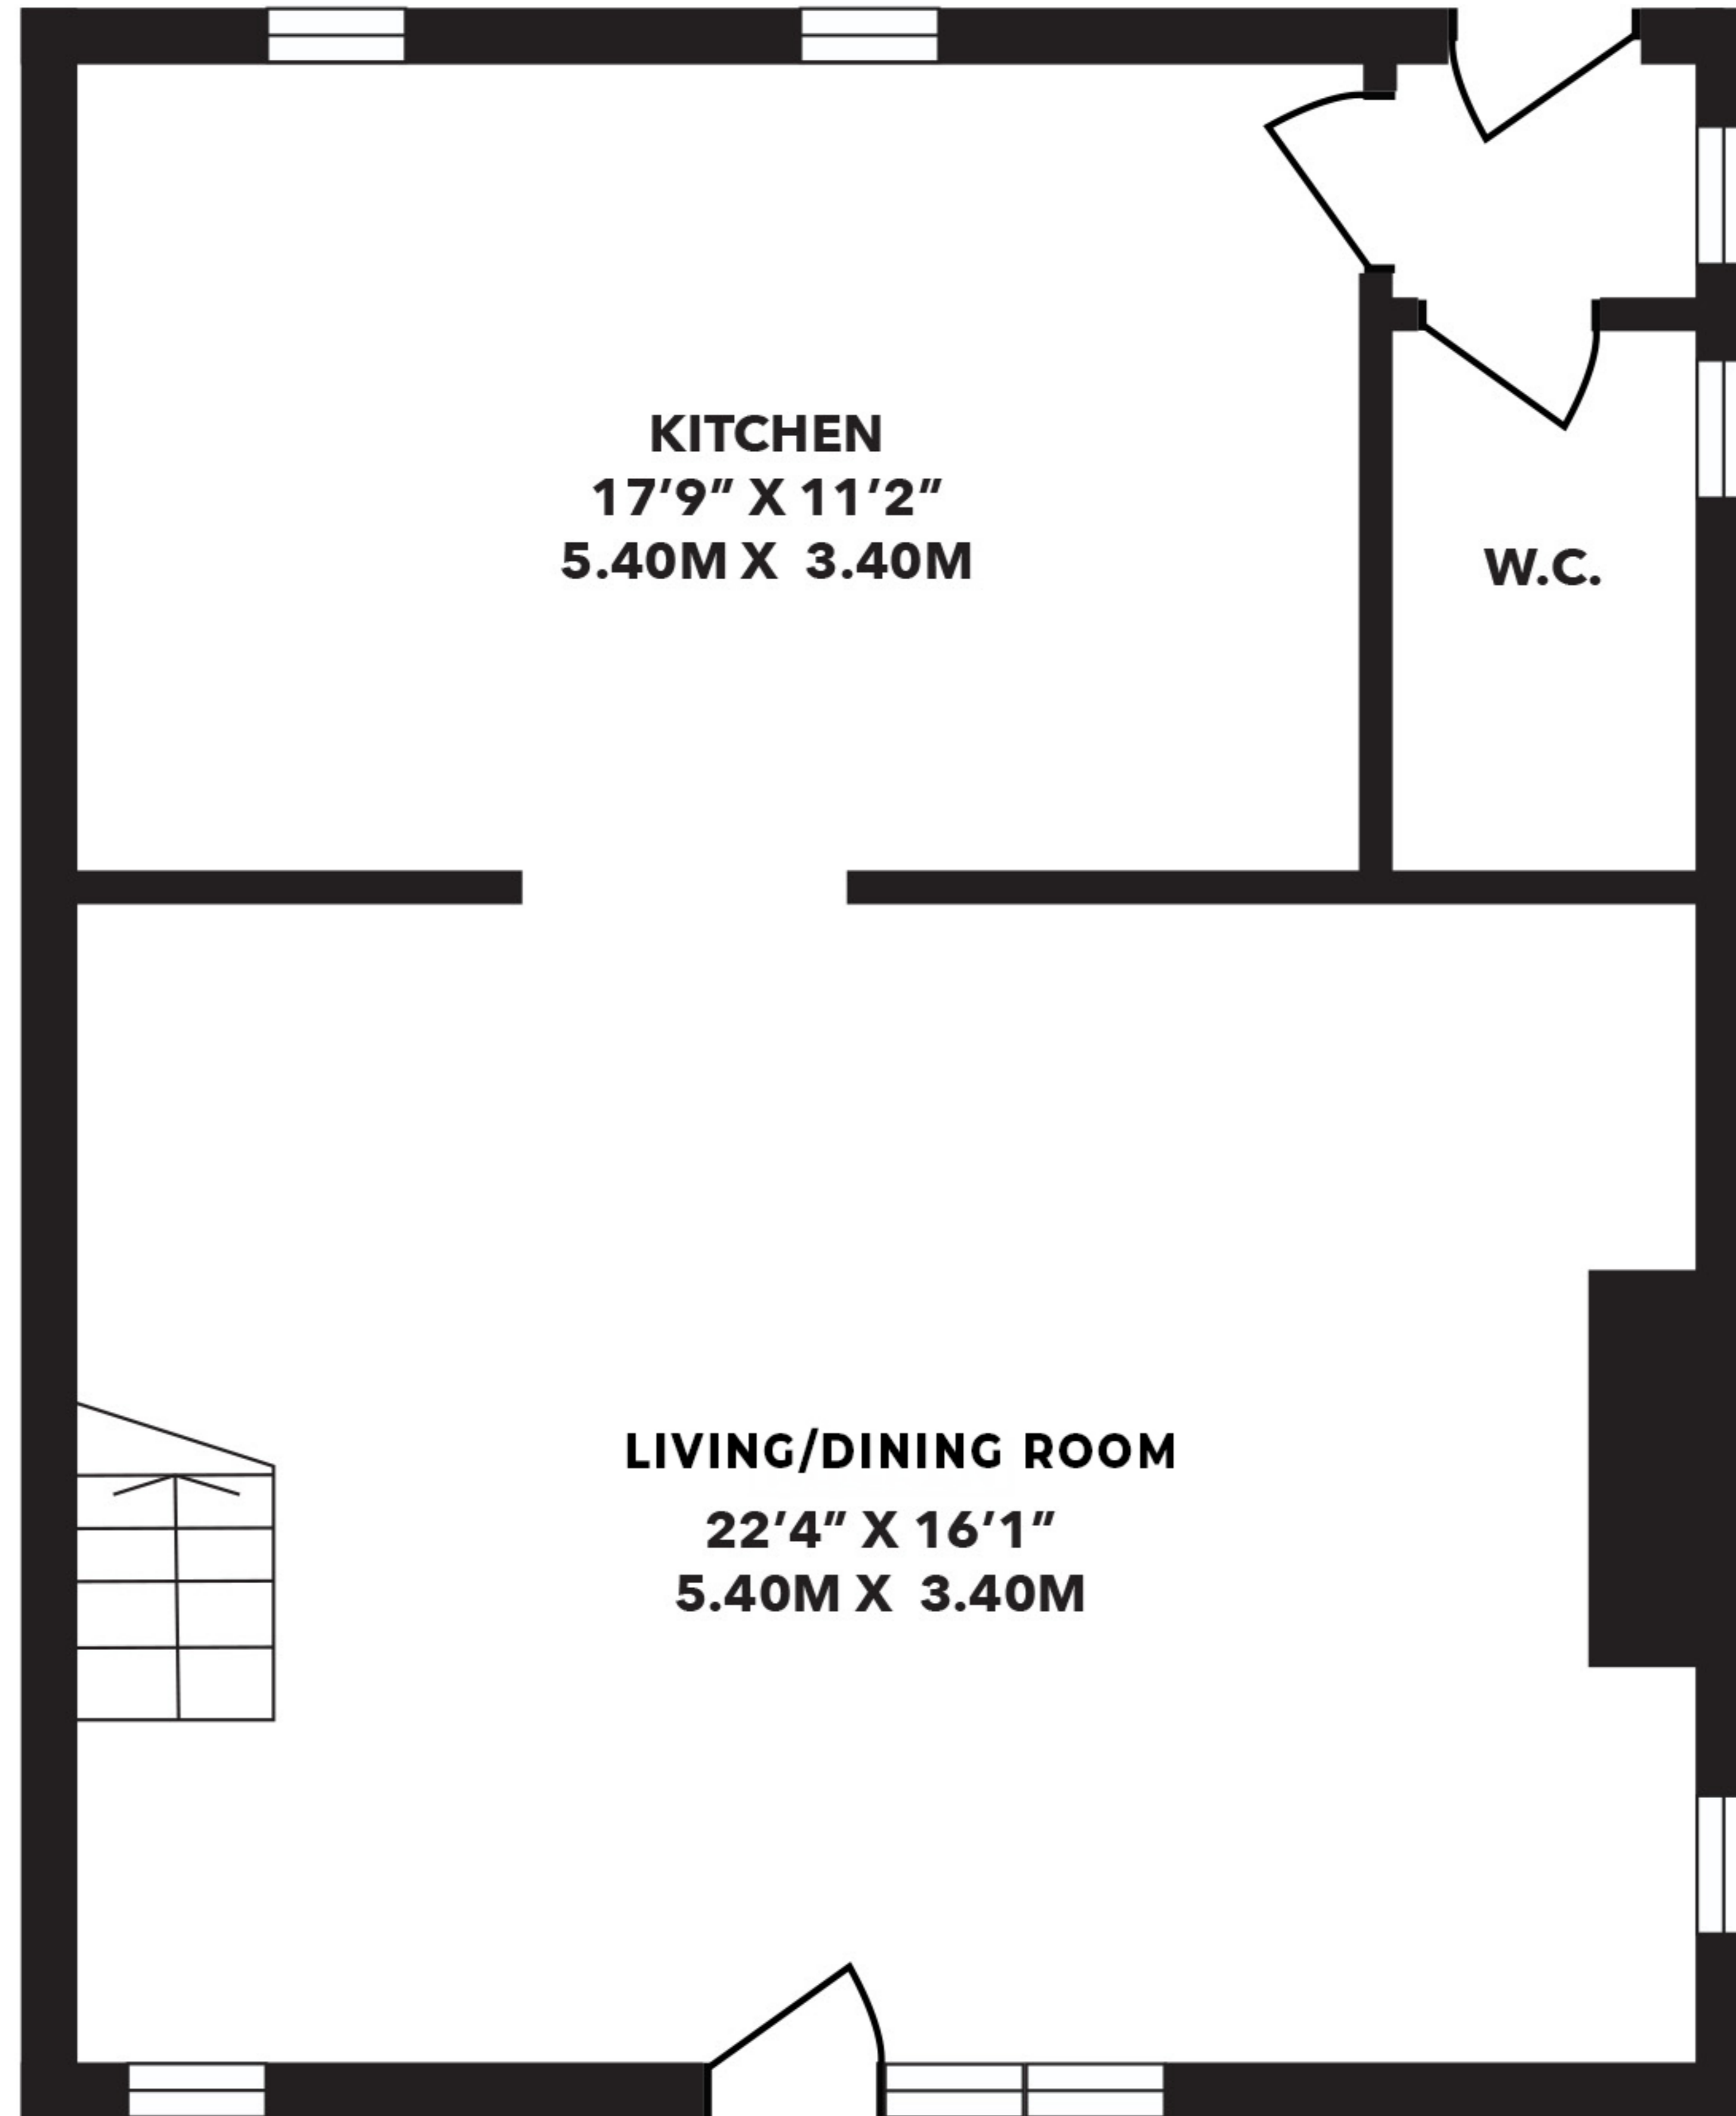 KITCHEN
17'9" X 11'2"
5.40M X 3.40M
W.C.
LIVING/DINING ROOM
22'4" X 16'1"
5.40M X 3.40M